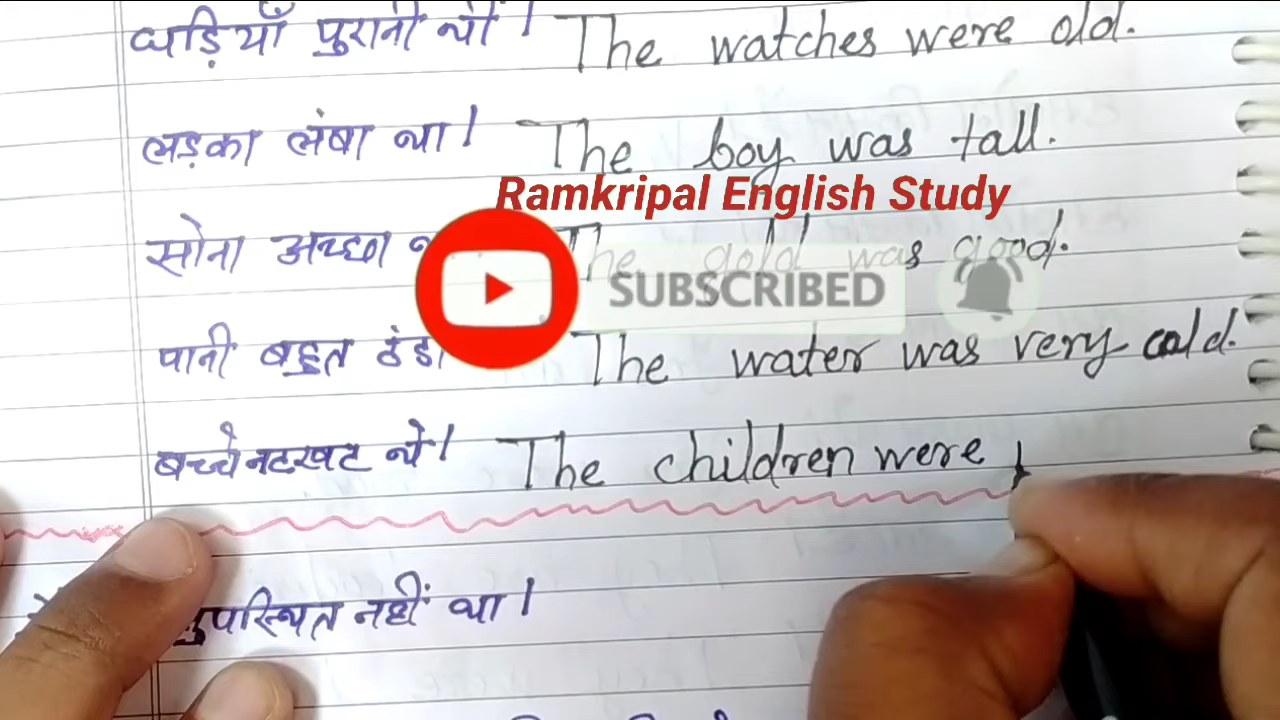 घड़ियाँ पुरानी थीं। The watches were old.
लड़का लंबा था। The boy was tall.
Ramkripal English Study
सोना अच्छा The gold was good.
SUBSCRIBED
पानी बहुत ठंडा The water was very cold.
बच्चे नटखट थे। The children were
नहीं था।